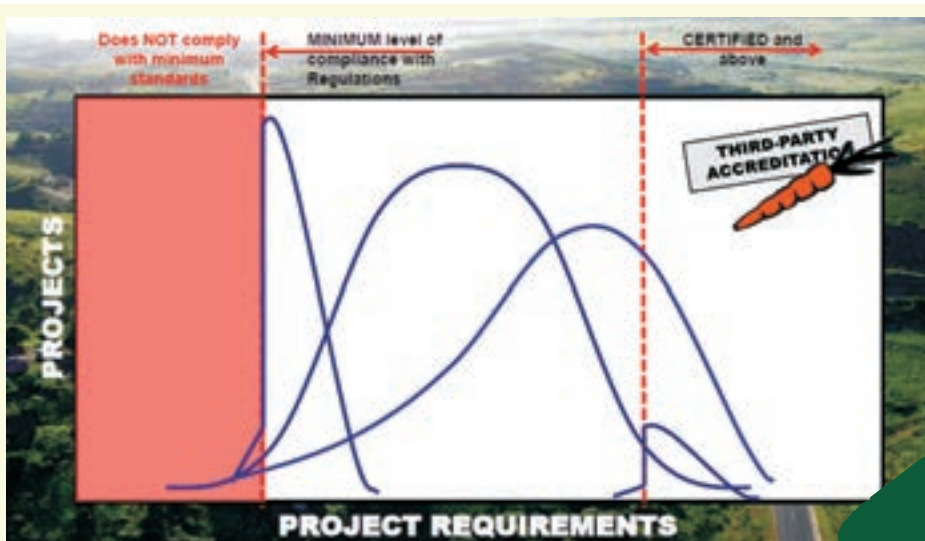 Does NOT comply
with minimum
standards
MINIMUM level of
compliance with
Regulations
CERTIFIED and
above
THIRD-PARTY
ACCREDITATION
PROJECTS
PROJECT REQUIREMENTS